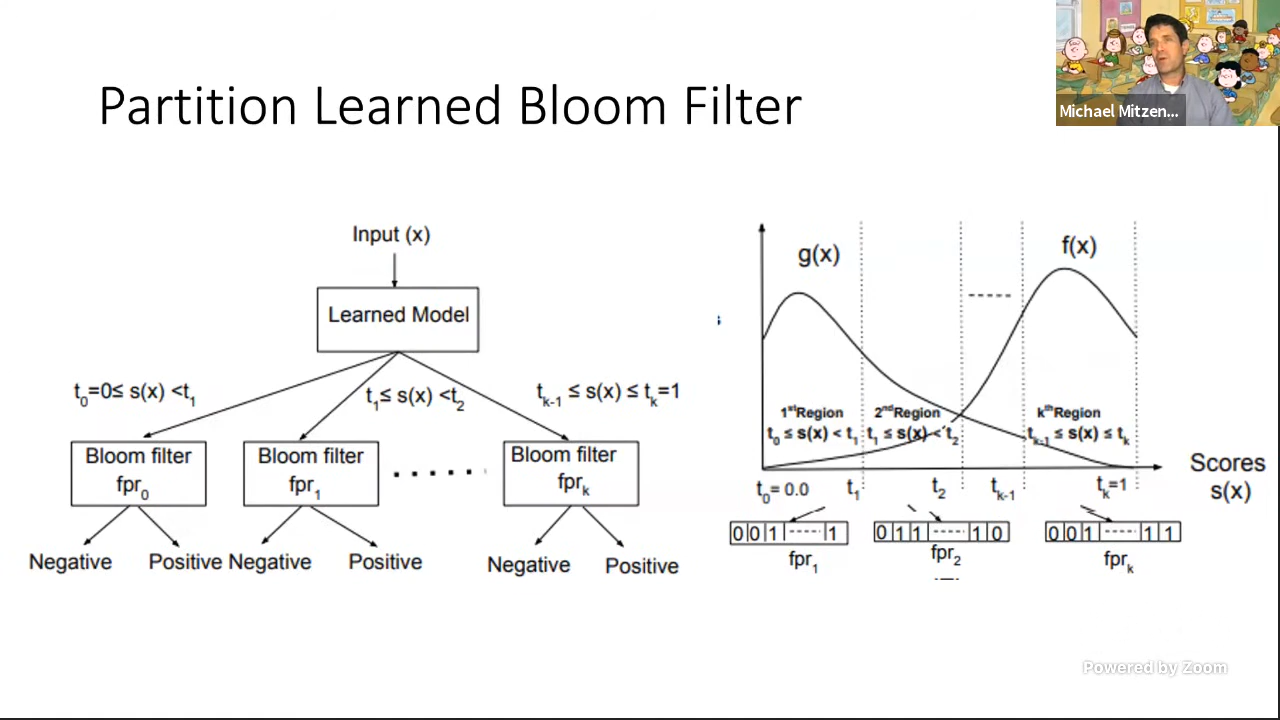 Partition Learned Bloom Filter
Michael Mitzen...
Input (x)
Learned Model
t0=0≤ s(x) <t1
t1≤ s(x) <t2
tk-1 ≤ s(x) ≤ tk=1
Bloom filter
fpr0
Bloom filter
fpr1
Bloom filter
fprk
Negative
Positive
Negative
Positive
Negative
Positive
g(x)
f(x)
1st Region
t0 ≤ s(x) < t1
2nd Region
t1 ≤ s(x) < t2
kth Region
tk-1 ≤ s(x) ≤ tk
t0= 0.0
t1
t2
tk-1
tk=1
Scores
s(x)
0 0 1 ----- 1
fpr1
0 1 1 ----- 1 0
fpr2
0 0 1 ----- 1 1
fprk
Powered by Zoom